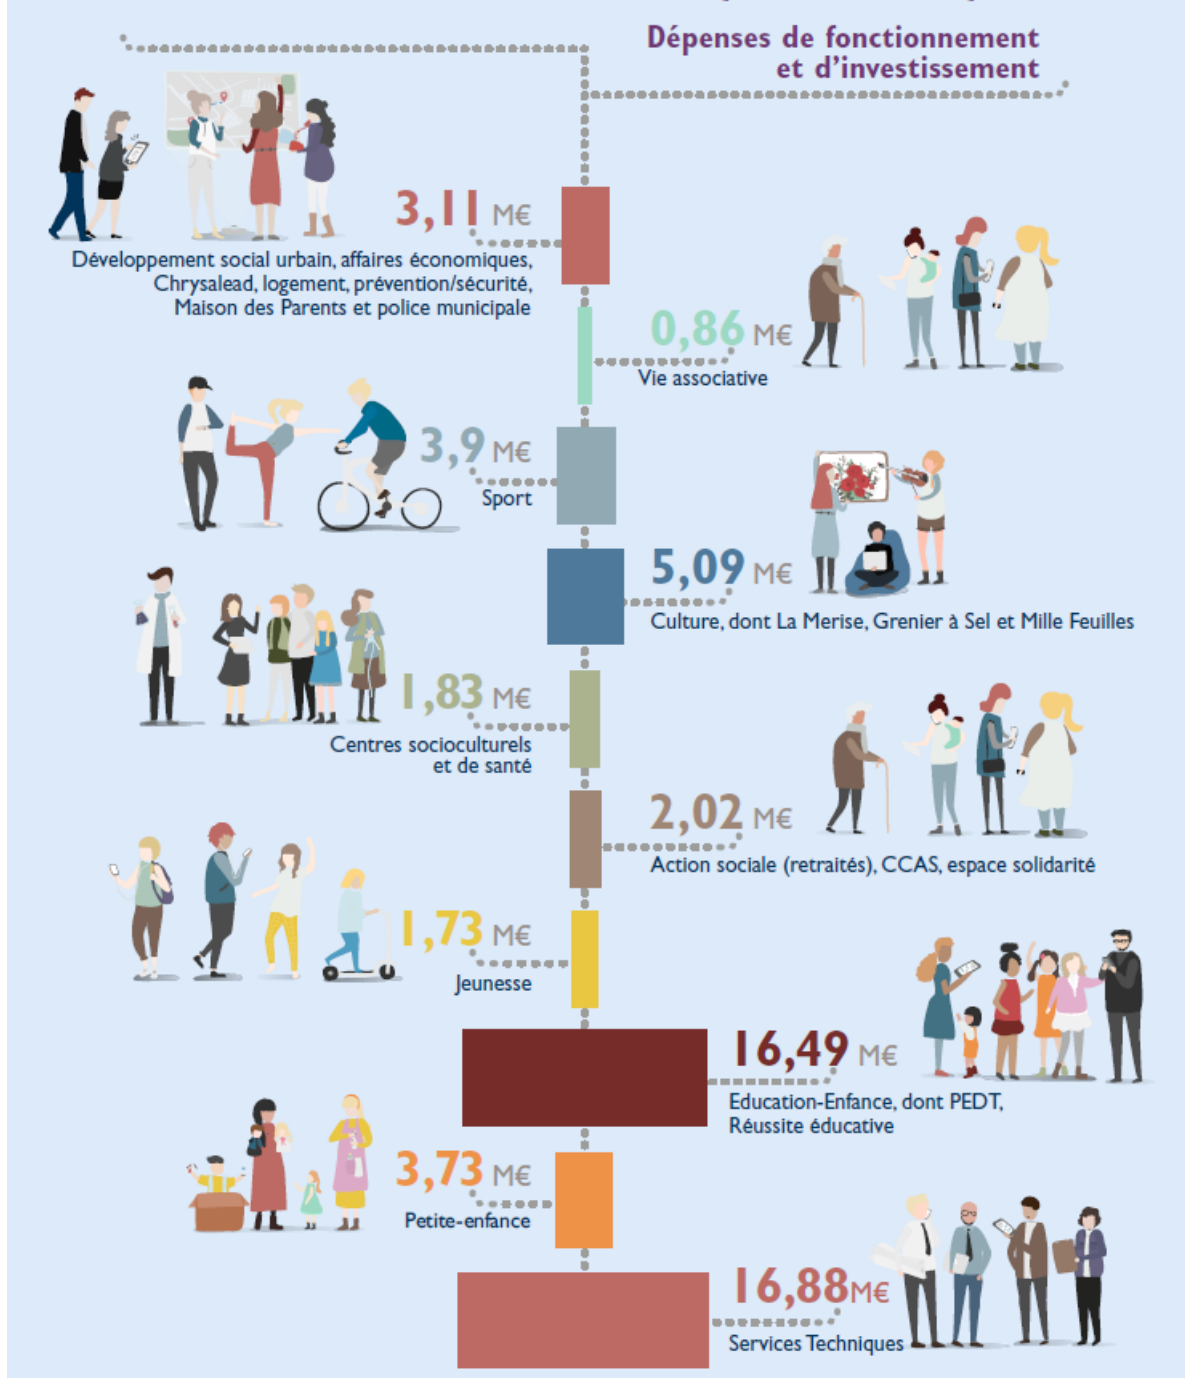 Dépenses de fonctionnement
et d'investissement
3,11 M€
Développement social urbain, affaires économiques,
Chrysalead, logement, prévention/sécurité,
Maison des Parents et police municipale
0,86 M€
Vie associative
3,9 M€
Sport
5,09 M€
Culture, dont La Merise, Grenier à Sel et Mille Feuilles
1,83 M€
Centres socioculturels
et de santé
2,02 M€
Action sociale (retraités), CCAS, espace solidarité
1,73 M€
Jeunesse
16,49 M€
Education-Enfance, dont PEDT,
Réussite éducative
3,73 M€
Petite-enfance
16,88M€
Services Techniques